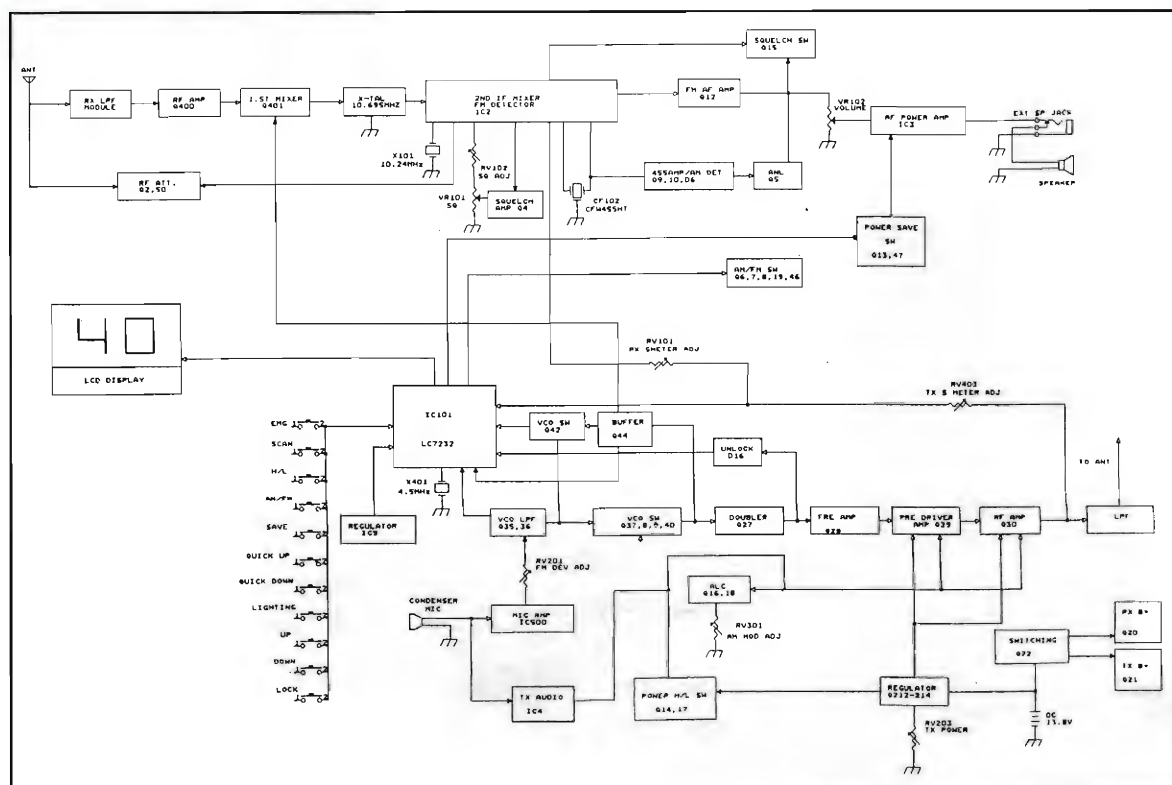 ANT
RX LPF
MODULE
RF AMP
Q400
1.ST MIXER
Q401
X-TAL
10.695MHZ
2ND IF MIXER
FM DETECTOR
IC2
SQUELCH SW
Q15
FM AF AMP
Q12
VR102
VOLUME
AF POWER AMP
IC3
EXT SP JACK
SPEAKER
RF ATT.
Q2,50
X101
10.24MHz
RV102
SQ ADJ
VR101
SQ
SQUELCH
AMP Q4
CF102
CFW455HT
455AMP/AM DET
Q9,10,D6
ANL
Q5
POWER SAVE
SW
Q13,47
AM/FM SW
Q6,7,8,19,46
40
LCD DISPLAY
RV101
RX SMETER ADJ
RV403
TX S METER ADJ
IC101
LC7232
VCO SW
Q42
BUFFER
Q44
UNLOCK
D16
TO ANT
X401
4.5MHz
EMG
SCAN
H/L
AM/FM
SAVE
QUICK UP
QUICK DOWN
LIGHTING
UP
DOWN
LOCK
REGULATOR
IC9
VCO LPF
Q35,36
VCO SW
Q37,8,9,40
DOUBLER
Q27
PRE AMP
Q28
PRE DRIVER
AMP Q29
RF AMP
Q30
LPF
RV201
FM DEV ADJ
CONDENSER
MIC
MIC AMP
IC500
ALC
Q16,18
RV301
AM MOD ADJ
TX AUDIO
IC4
POWER H/L SW
Q14,17
REGULATOR
Q212-214
RV203
TX POWER
SWITCHING
Q22
RX B+
Q20
TX B+
Q21
DC
13.8V